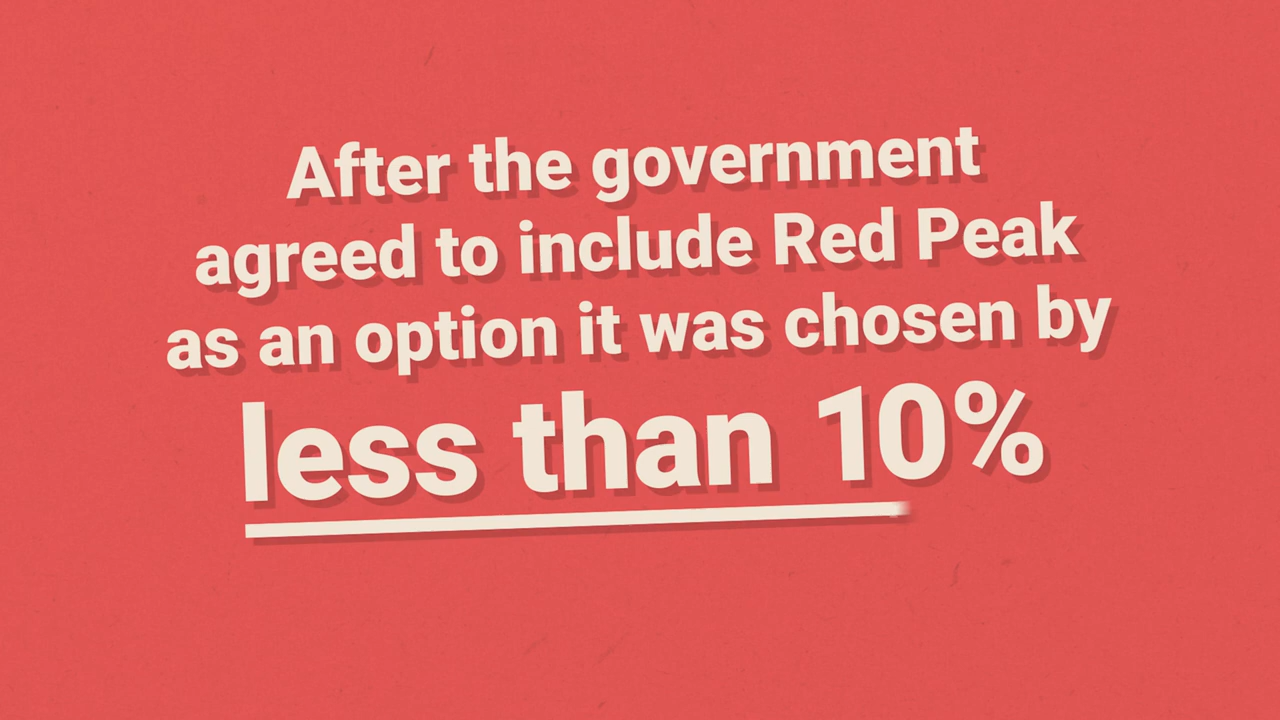 After the government
agreed to include Red Peak
as an option it was chosen by
less than 10%